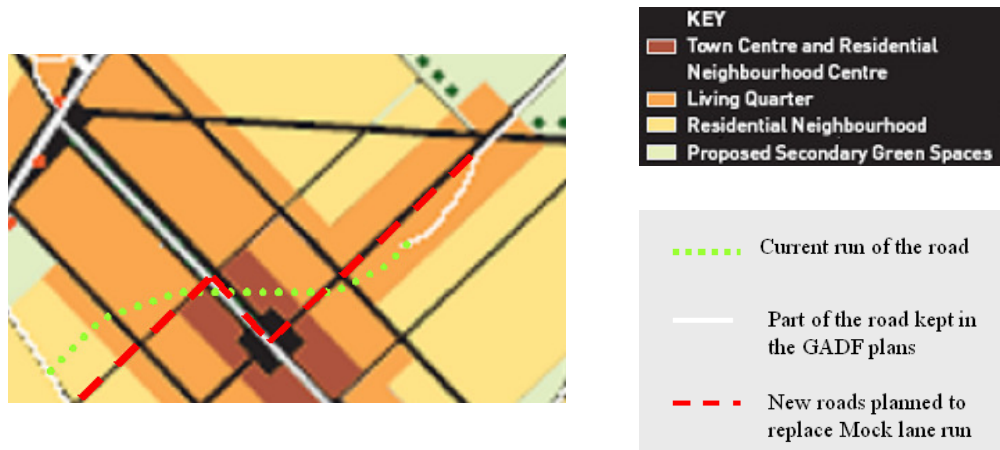 KEY
Town Centre and Residential
Neighbourhood Centre
Living Quarter
Residential Neighbourhood
Proposed Secondary Green Spaces
Current run of the road
Part of the road kept in
the GADF plans
New roads planned to
replace Mock lane run